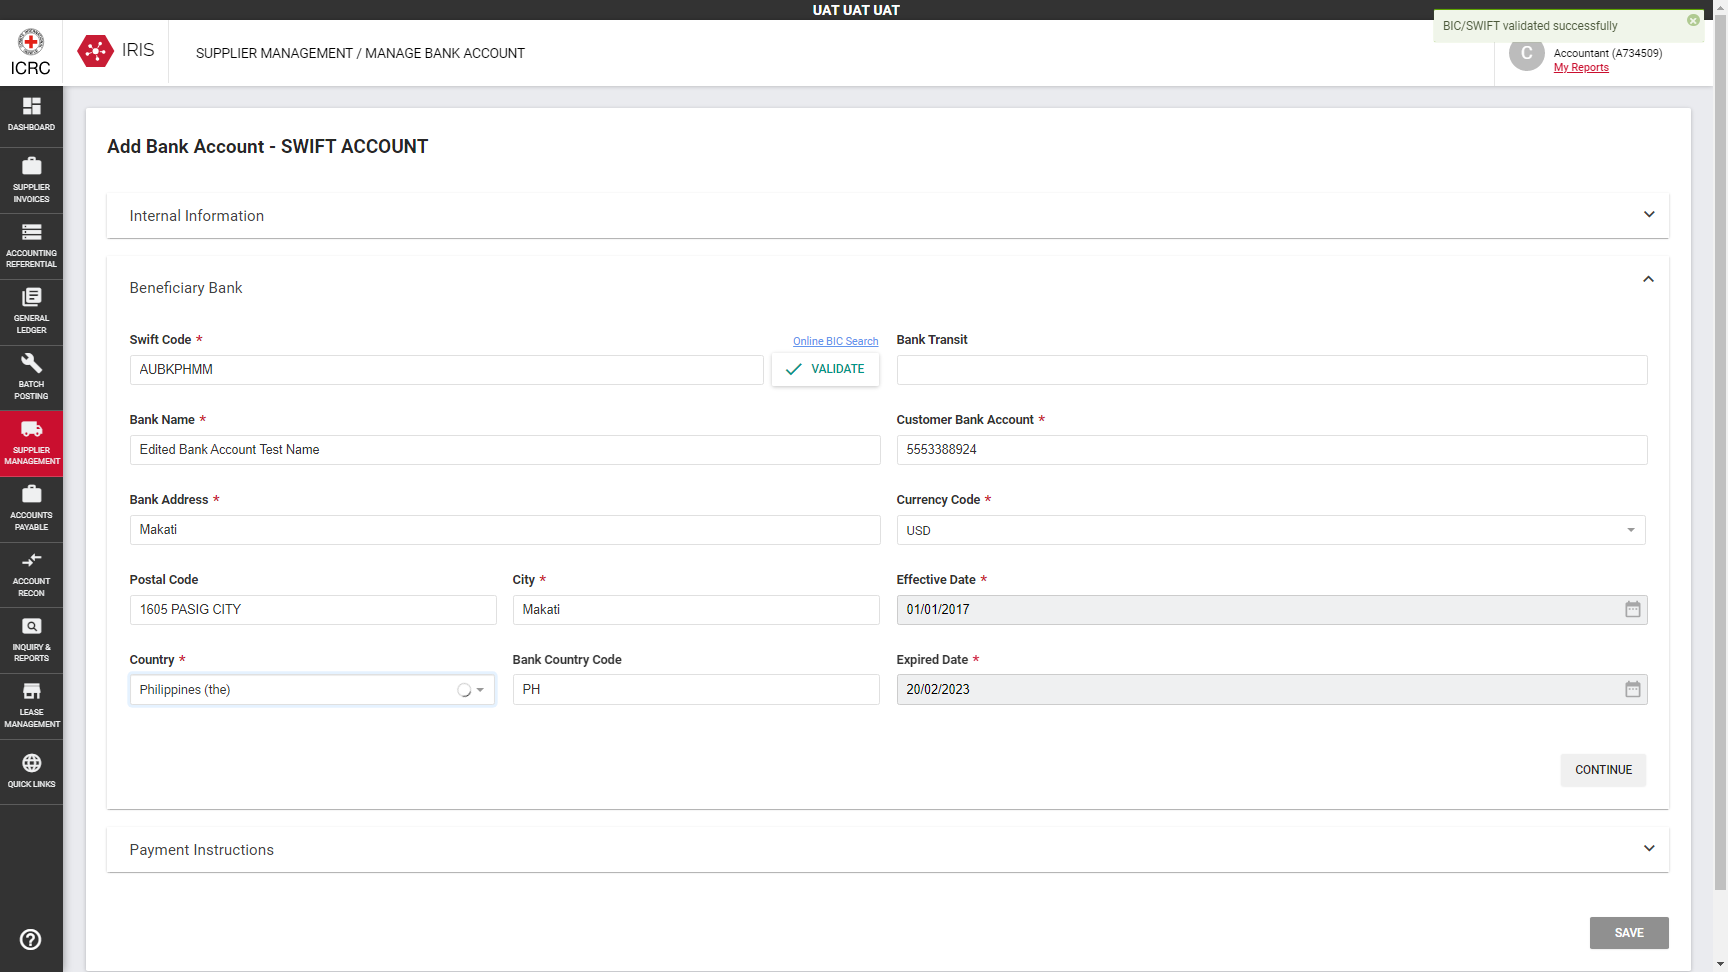 UAT UAT UAT
BIC/SWIFT validated successfully
ICRC
IRIS
SUPPLIER MANAGEMENT / MANAGE BANK ACCOUNT
C
Accountant (A734509)
My Reports
DASHBOARD
SUPPLIER
INVOICES
ACCOUNTING
REFERENTIAL
GENERAL
LEDGER
BATCH
POSTING
SUPPLIER
MANAGEMENT
ACCOUNTS
PAYABLE
ACCOUNT
RECON
INQUIRY &
REPORTS
LEASE
MANAGEMENT
QUICK LINKS
Add Bank Account - SWIFT ACCOUNT
Internal Information
Beneficiary Bank
Swift Code *
Online BIC Search
AUBKPHMM
VALIDATE
Bank Transit
Bank Name *
Edited Bank Account Test Name
Customer Bank Account *
5553388924
Bank Address *
Makati
Currency Code *
USD
Postal Code
1605 PASIG CITY
City *
Makati
Effective Date *
01/01/2017
Country *
Philippines (the)
Bank Country Code
PH
Expired Date *
20/02/2023
CONTINUE
Payment Instructions
SAVE